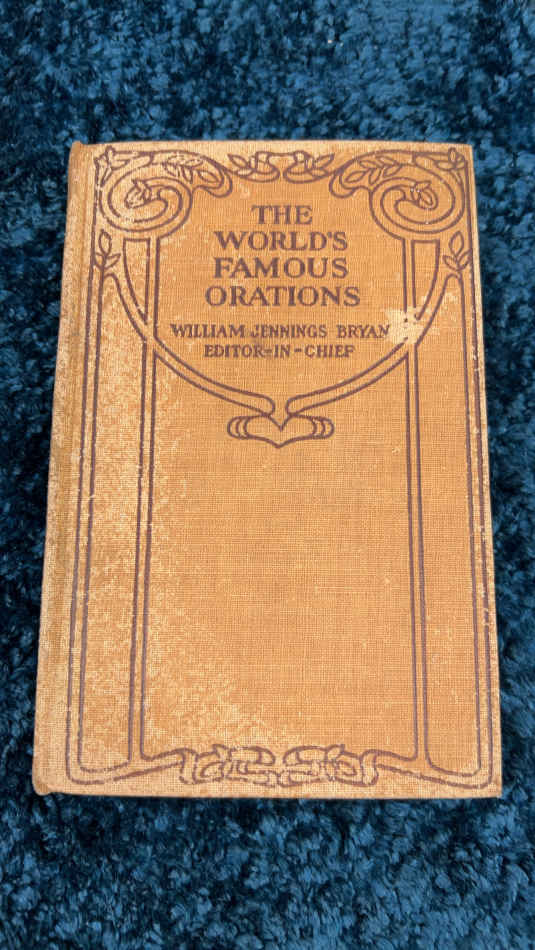 THE
WORLD'S
FAMOUS
ORATIONS
WILLIAM JENNINGS BRYAN
EDITOR-IN-CHIEF